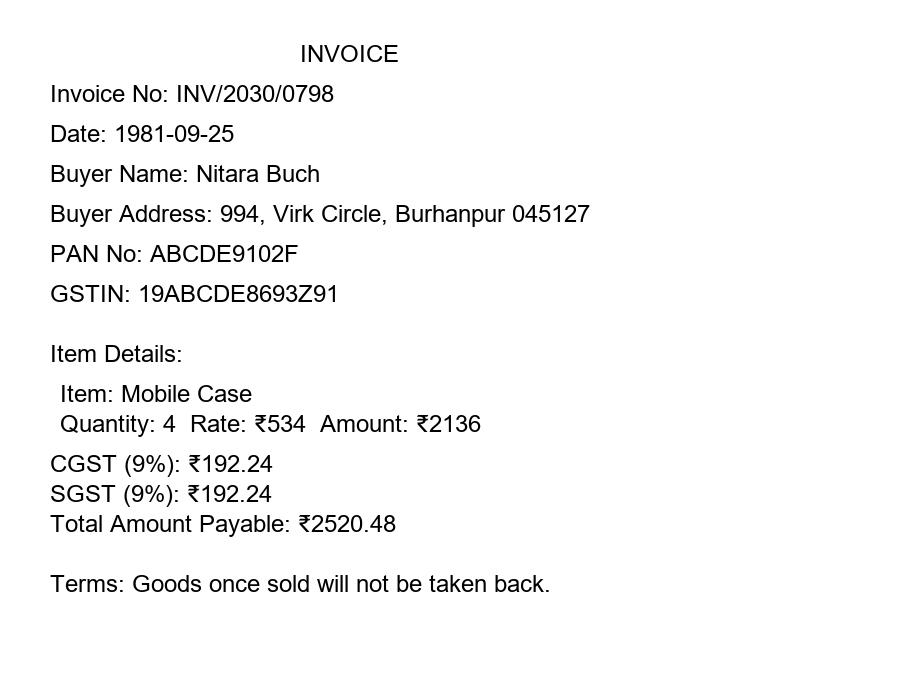 INVOICE
Invoice No: INV/2030/0798
Date: 1981-09-25
Buyer Name: Nitara Buch
Buyer Address: 994, Virk Circle, Burhanpur 045127
PAN No: ABCDE9102F
GSTIN: 19ABCDE8693Z91
Item Details:
Item: Mobile Case
Quantity: 4  Rate: ₹534  Amount: ₹2136
CGST (9%): ₹192.24
SGST (9%): ₹192.24
Total Amount Payable: ₹2520.48
Terms: Goods once sold will not be taken back.